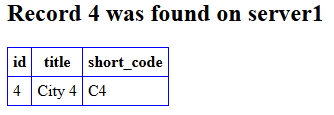 Record 4 was found on server1
id title short_code
4 City 4 C4